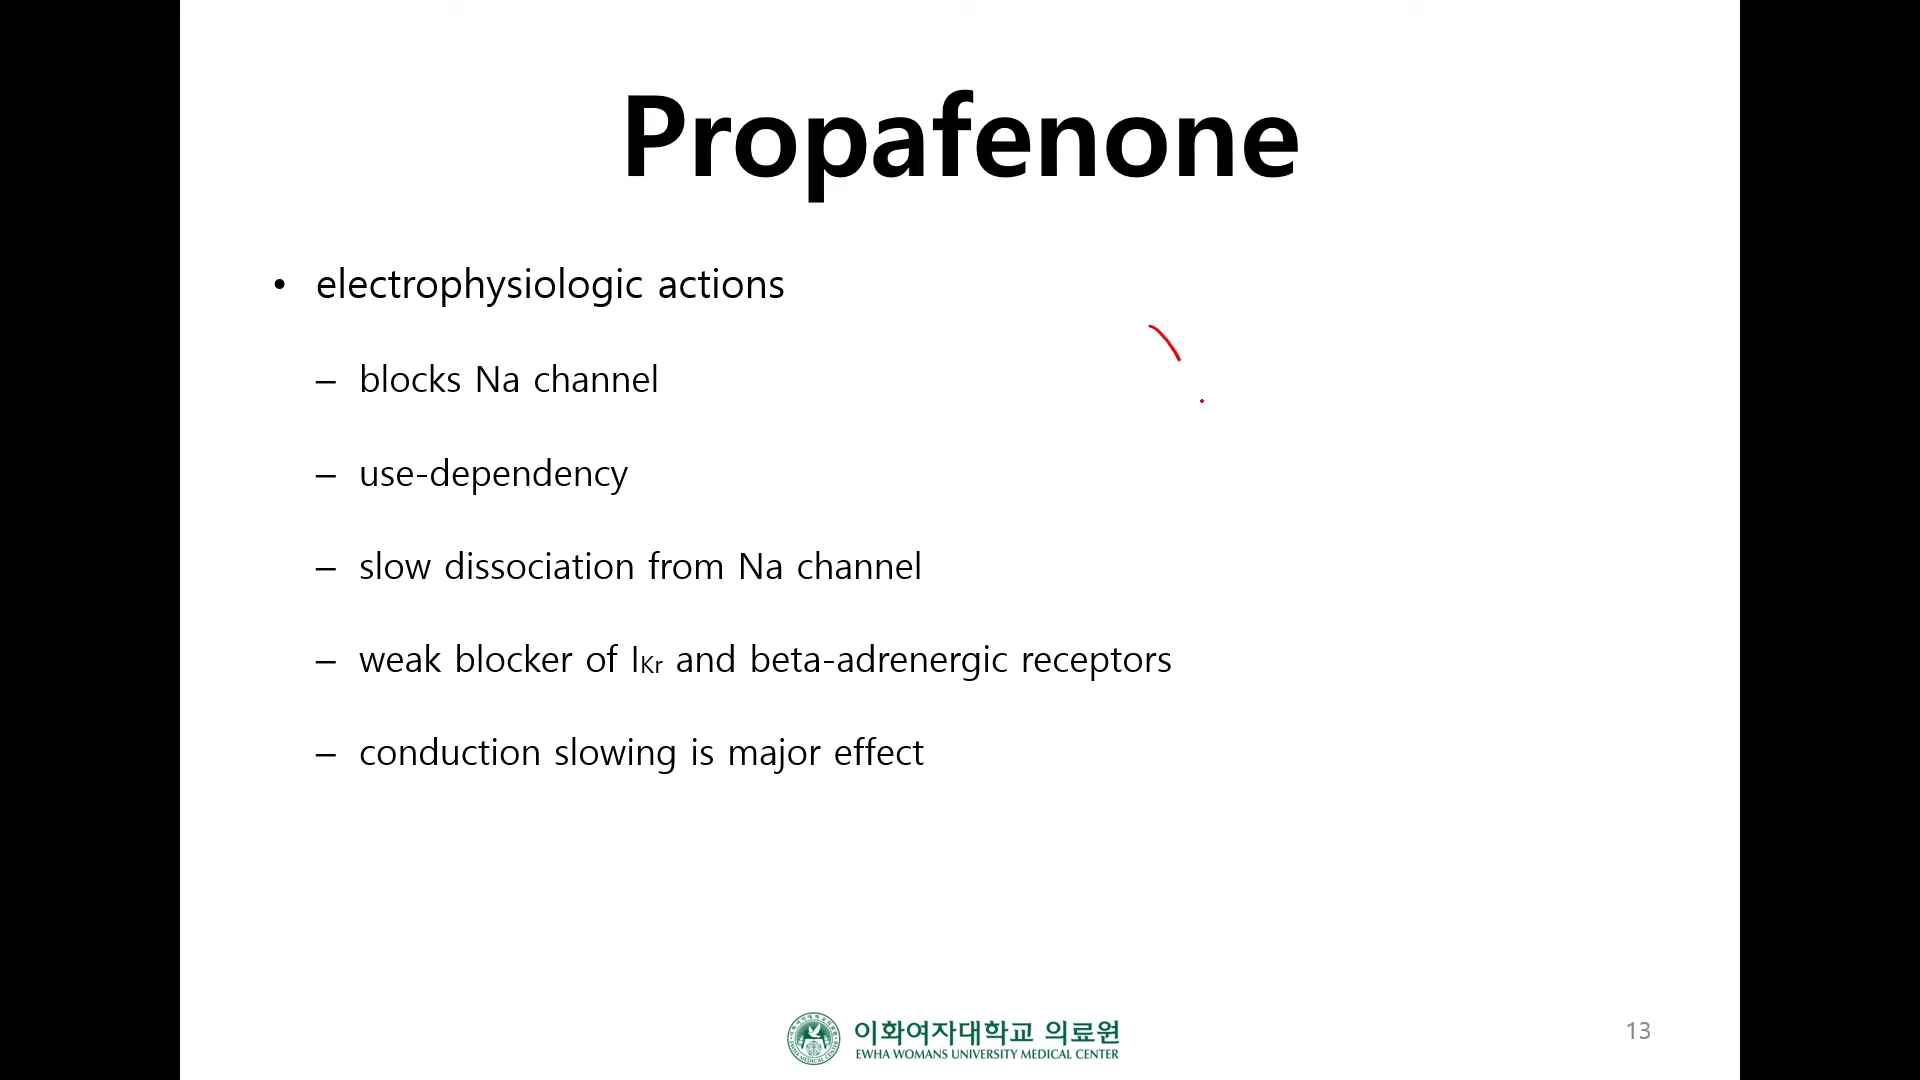 Propafenone
• electrophysiologic actions
– blocks Na channel
– use-dependency
– slow dissociation from Na channel
– weak blocker of IKr and beta-adrenergic receptors
– conduction slowing is major effect
이화여자대학교 의료원
EWHA WOMANS UNIVERSITY MEDICAL CENTER
13